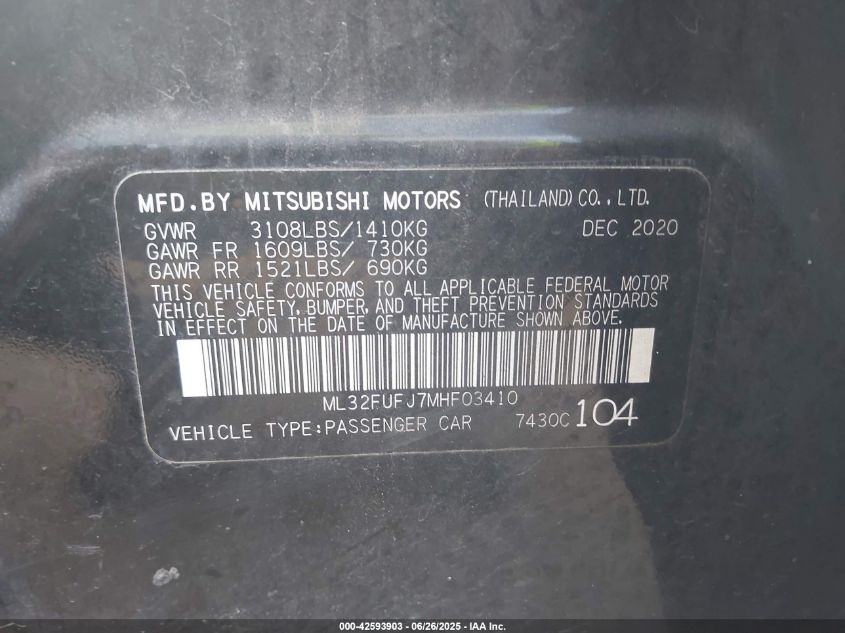 MFD.BY MITSUBISHI MOTORS (THAILAND) CO.,LTD.
GVWR 3108LBS/1410KG DEC 2020
GAWR FR 1609LBS/ 730KG
GAWR RR 1521LBS/ 690KG
THIS VEHICLE CONFORMS TO ALL APPLICABLE FEDERAL MOTOR
VEHICLE SAFETY, BUMPER, AND THEFT PREVENTION STANDARDS
IN EFFECT ON THE DATE OF MANUFACTURE SHOWN ABOVE.
ML32FUFJ7MHF03410
VEHICLE TYPE:PASSENGER CAR 7430C 104
000-42593903 - 06/26/2025 - IAA Inc.